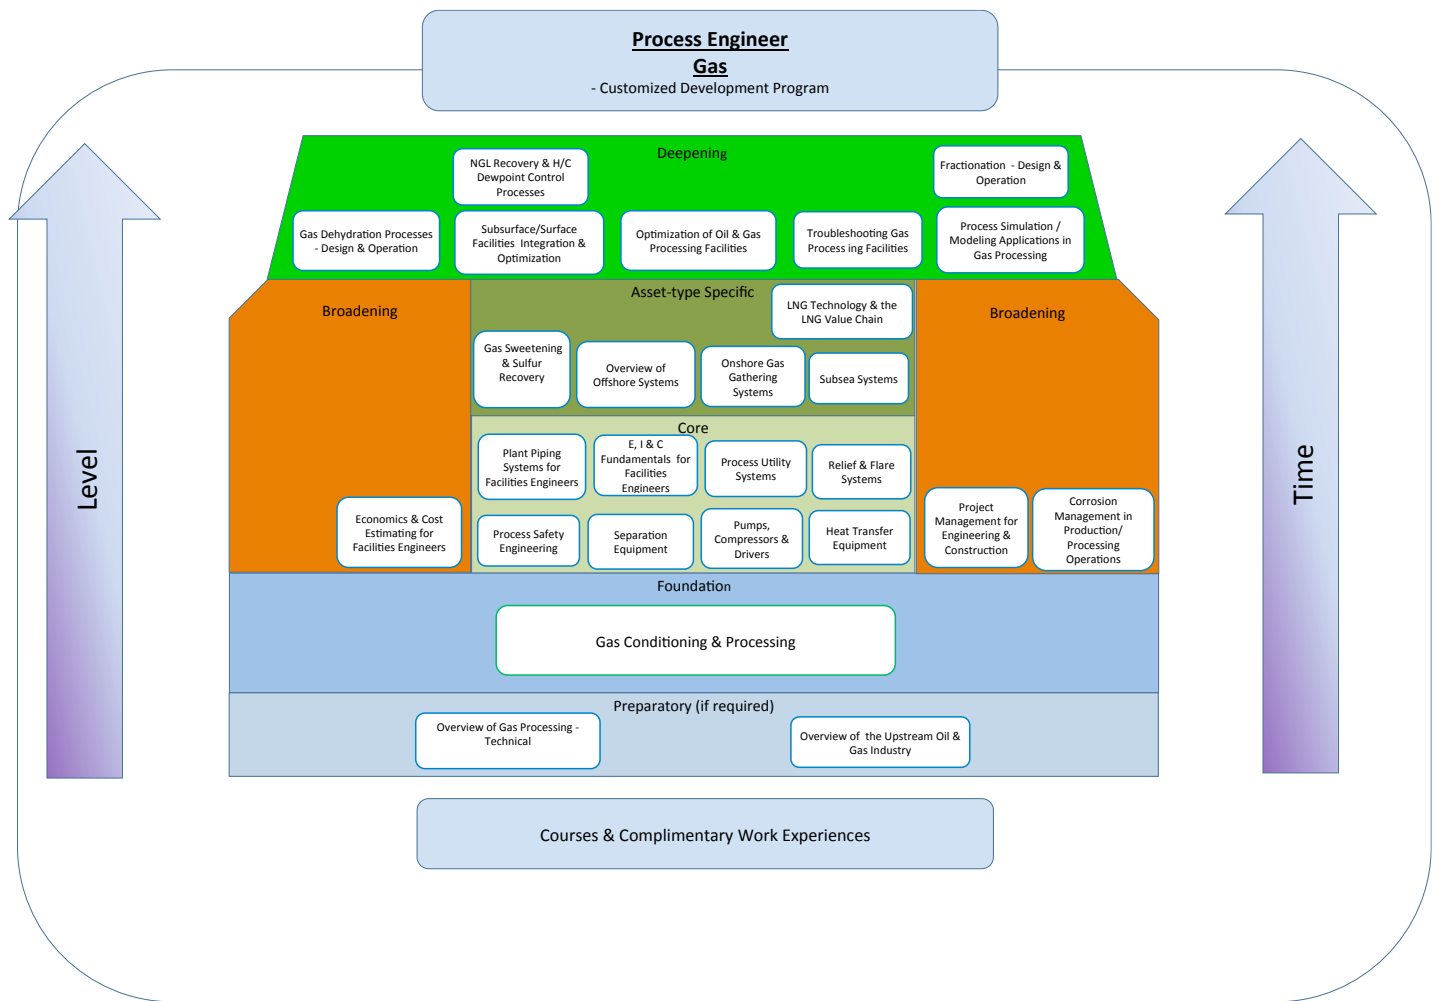 Process Engineer
Gas
- Customized Development Program
Deepening
NGL Recovery & H/C
Dewpoint Control
Processes
Fractionation  - Design &
Operation
Gas Dehydration Processes
- Design & Operation
Subsurface/Surface
Facilities  Integration &
Optimization
Optimization of Oil & Gas
Processing Facilities
Troubleshooting Gas
Process ing Facilities
Process Simulation /
Modeling Applications in
Gas Processing
Broadening
Asset-type Specific
LNG Technology & the
LNG Value Chain
Broadening
Gas Sweetening
& Sulfur
Recovery
Overview of
Offshore Systems
Onshore Gas
Gathering
Systems
Subsea Systems
Core
Plant Piping
Systems for
Facilities Engineers
E, I & C
Fundamentals  for
Facilities
Engineers
Process Utility
Systems
Relief & Flare
Systems
Economics & Cost
Estimating for
Facilities Engineers
Process Safety
Engineering
Separation
Equipment
Pumps,
Compressors &
Drivers
Heat Transfer
Equipment
Project
Management for
Engineering &
Construction
Corrosion
Management in
Production/
Processing
Operations
Level
Time
Foundation
Gas Conditioning & Processing
Preparatory (if required)
Overview of Gas Processing -
Technical
Overview of  the Upstream Oil &
Gas Industry
Courses & Complimentary Work Experiences